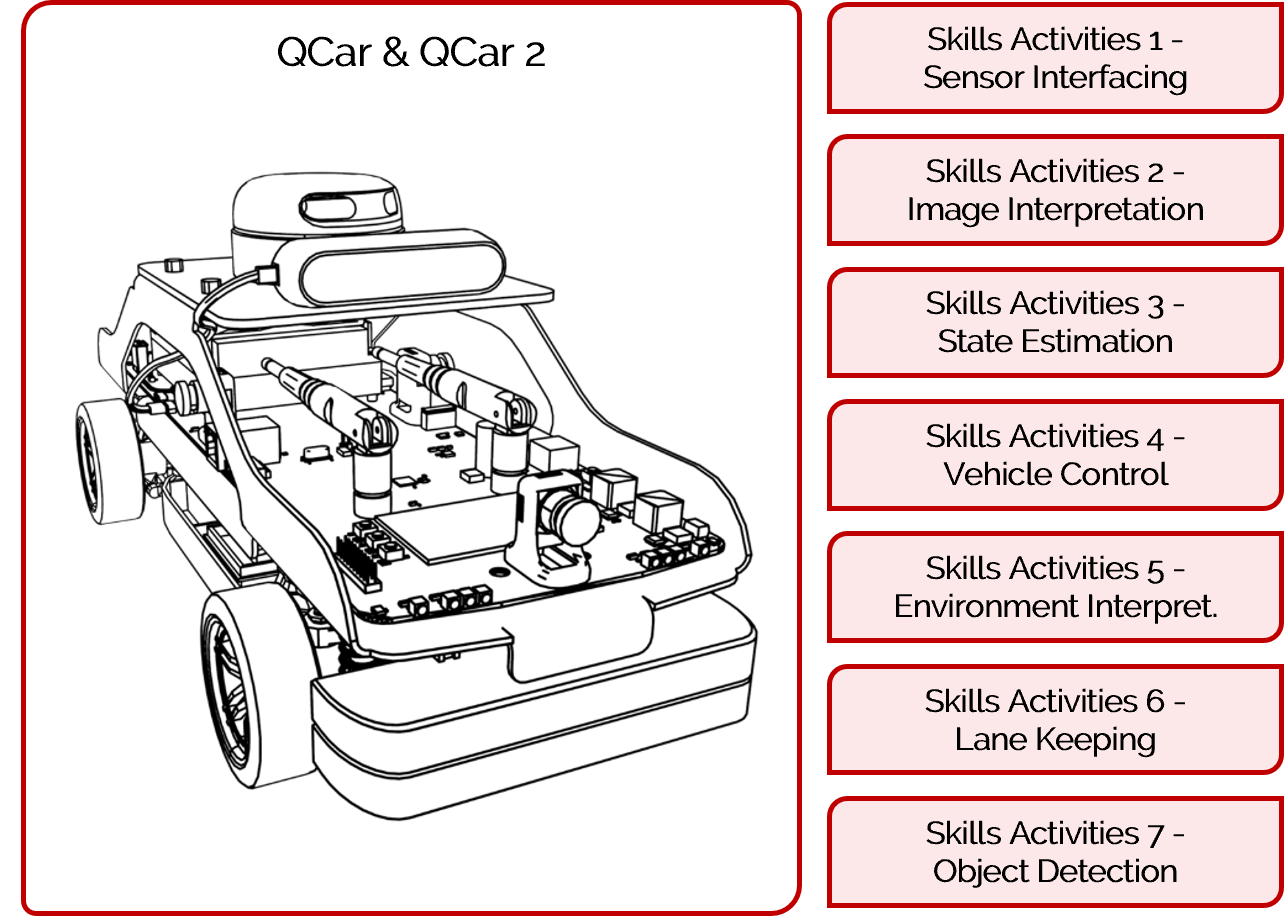 QCar & QCar 2
Skills Activities 1 -
Sensor Interfacing
Skills Activities 2 -
Image Interpretation
Skills Activities 3 -
State Estimation
Skills Activities 4 -
Vehicle Control
Skills Activities 5 -
Environment Interpret.
Skills Activities 6 -
Lane Keeping
Skills Activities 7 -
Object Detection